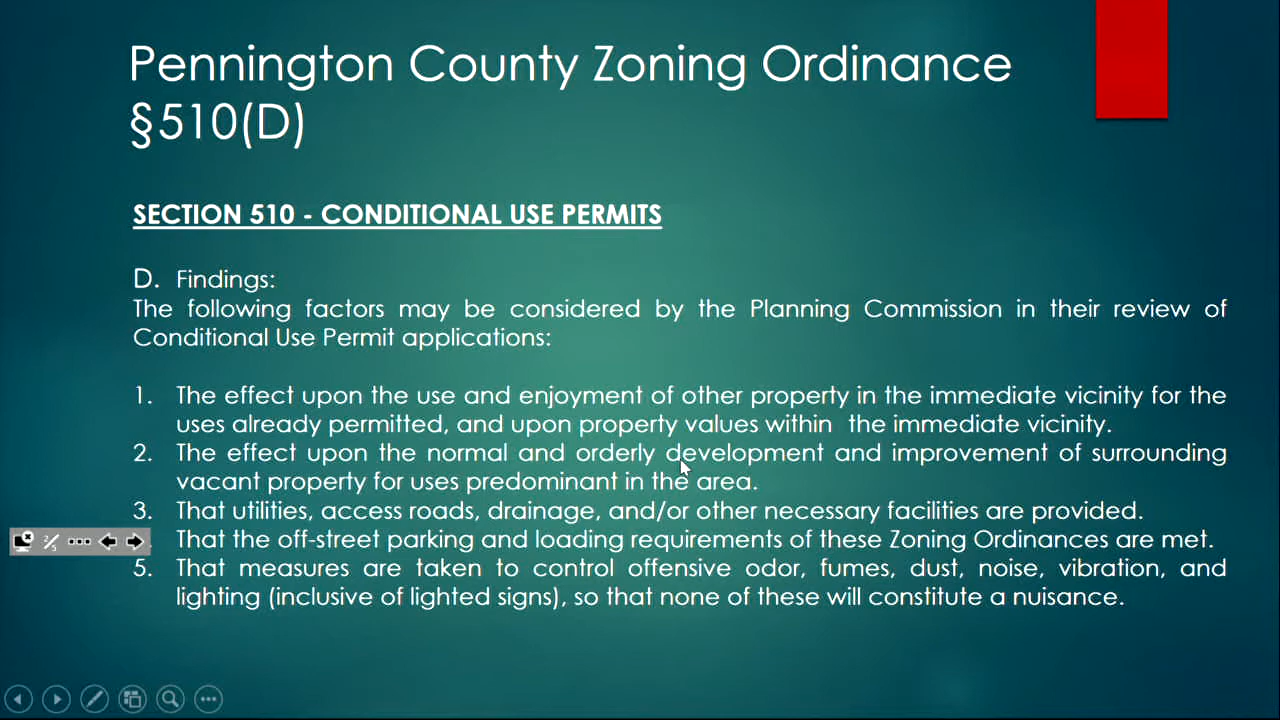 Pennington County Zoning Ordinance
§510(D)
SECTION 510 - CONDITIONAL USE PERMITS
D. Findings:
The following factors may be considered by the Planning Commission in their review of
Conditional Use Permit applications:
1. The effect upon the use and enjoyment of other property in the immediate vicinity for the
uses already permitted, and upon property values within the immediate vicinity.
2. The effect upon the normal and orderly development and improvement of surrounding
vacant property for uses predominant in the area.
3. That utilities, access roads, drainage, and/or other necessary facilities are provided.
That the off-street parking and loading requirements of these Zoning Ordinances are met.
5. That measures are taken to control offensive odor, fumes, dust, noise, vibration, and
lighting (inclusive of lighted signs), so that none of these will constitute a nuisance.